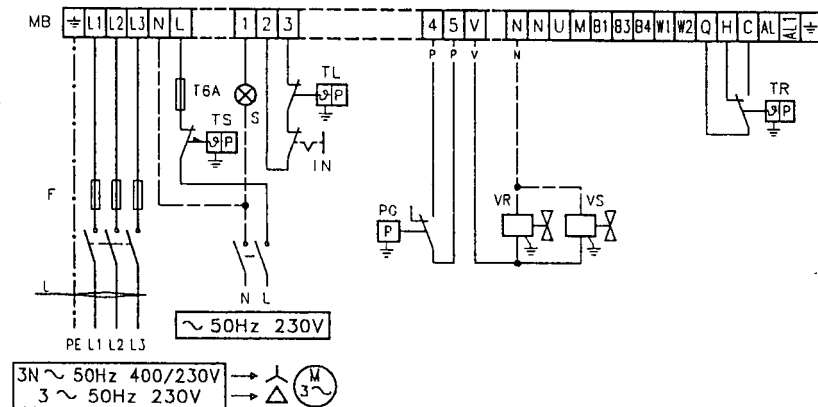 MB ⏚ L1 L2 L3 N L 1 2 3 4 5 V N N U M B1 B3 B4 W1 W2 Q H C AL A̅L̅ ⏚
P P V N
T6A S TL
ϑ P
TS
ϑ P
IN
TR
ϑ P
F
PG
P
VR VS
L
N L
~ 50Hz 230V
PE L1 L2 L3
3N ~ 50Hz 400/230V
3 ~ 50Hz 230V
M
3~